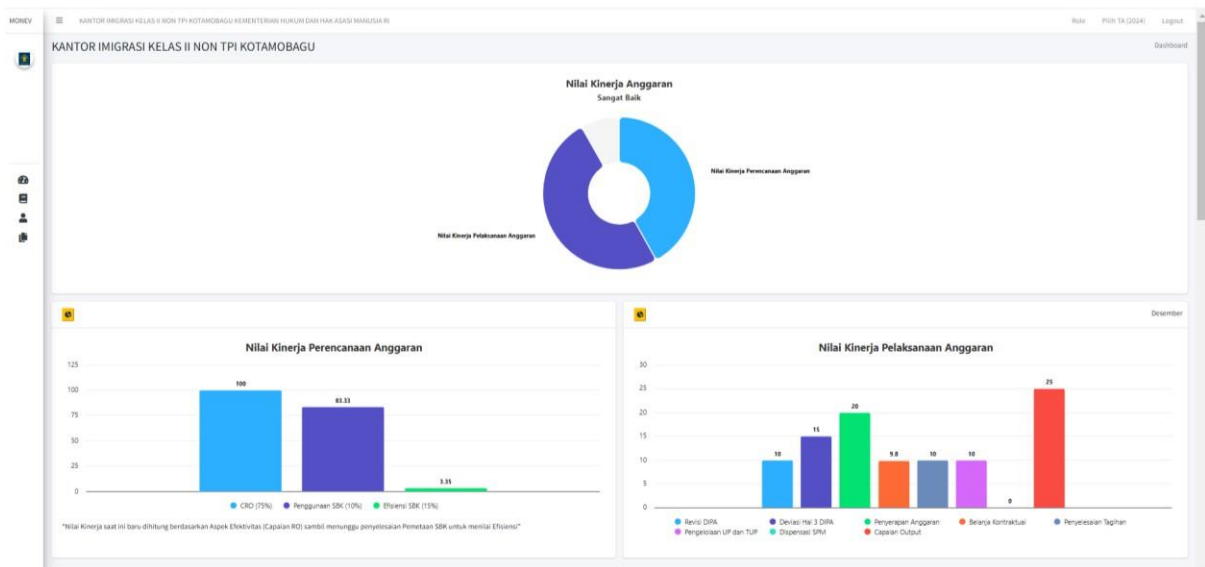 MONEV
KANTOR IMIGRASI KELAS II NON TPI KOTAMOBAGU KEMENTERIAN HUKUM DAN HAK ASASI MANUSIA RI
Role
Pilih TA (2024)
Logout
KANTOR IMIGRASI KELAS II NON TPI KOTAMOBAGU
Dashboard
Nilai Kinerja Anggaran
Sangat Baik
Nilai Kinerja Perencanaan Anggaran
Nilai Kinerja Pelaksanaan Anggaran
Nilai Kinerja Perencanaan Anggaran
125
100
75
50
25
0
100
83.33
3.35
CRO (75%) Penggunaan SBK (10%) Efisiensi SBK (15%)
"Nilai Kinerja saat ini baru dihitung berdasarkan Aspek Efektivitas (Capaian RO) sambil menunggu penyelesaian Pemetaan SBK untuk menilai Efisiensi"
Desember
Nilai Kinerja Pelaksanaan Anggaran
30
25
20
15
10
5
0
10
15
20
9.8
10
10
0
25
Revisi DIPA Deviasi Hal 3 DIPA Penyerapan Anggaran Belanja Kontraktual Penyelesaian Tagihan
Pengelolaan UP dan TUP Dispensasi SPM Capaian Output